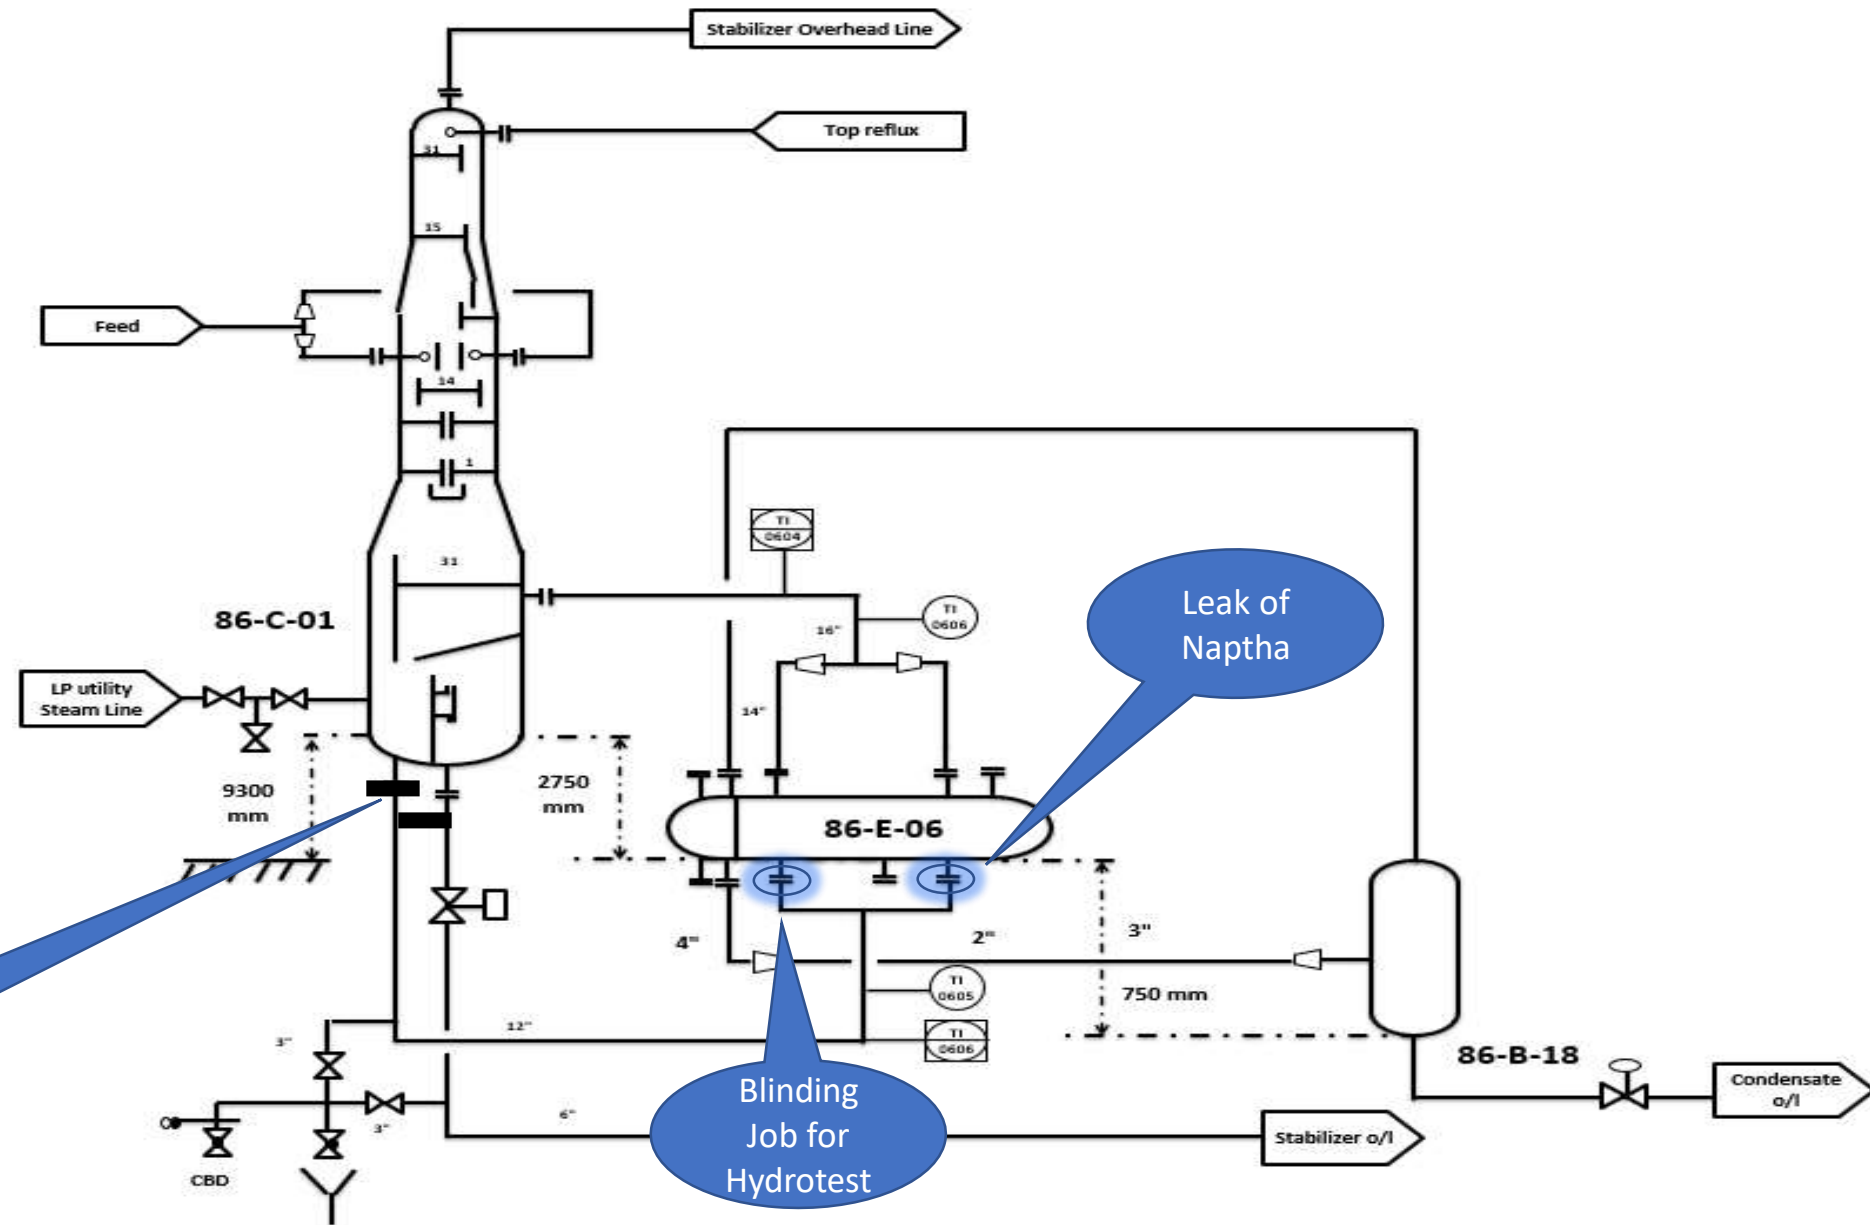 Stabilizer Overhead Line
Top reflux
31
15
Feed
14
1
TI
0604
31
86-C-01
TI
0606
16"
Leak of
Naptha
LP utility
Steam Line
14"
9300
mm
2750
mm
86-E-06
4"
2"
3"
TI
0605
750 mm
12"
3"
TI
0606
86-B-18
Condensate
o/l
Blinding
Job for
Hydrotest
6"
3"
Stabilizer o/l
CBD